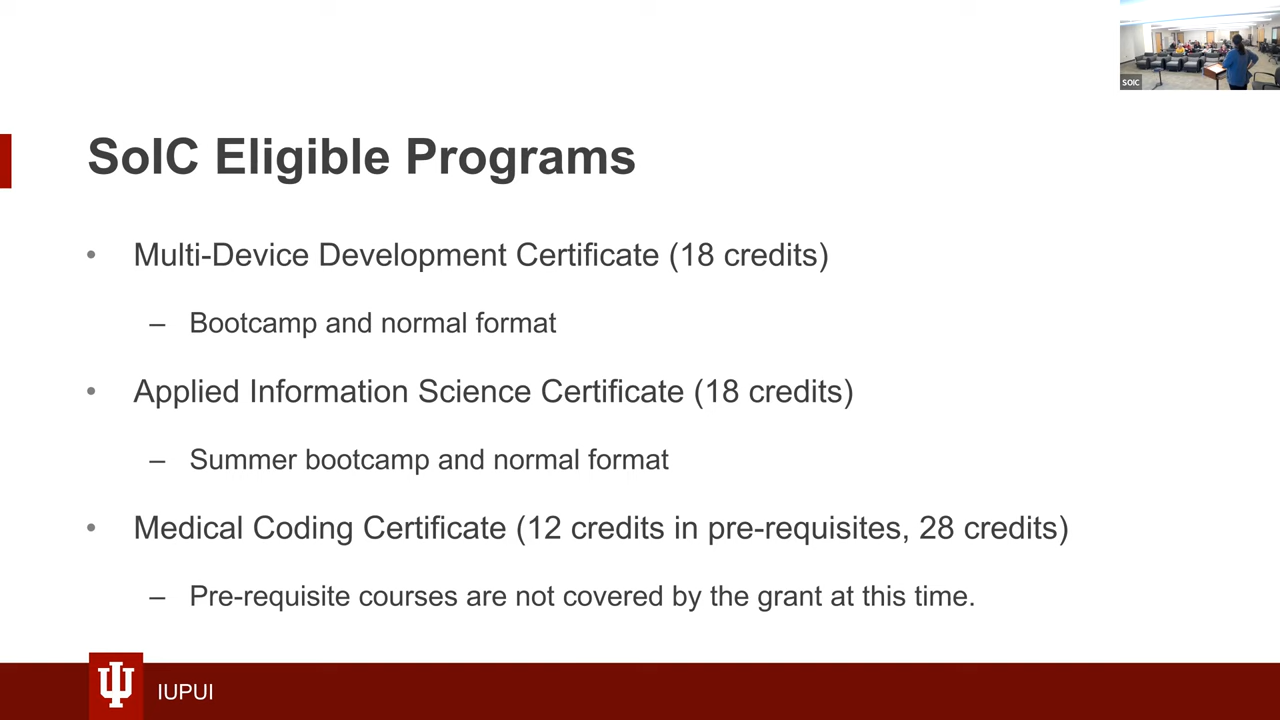 SOIC
SoIC Eligible Programs
• Multi-Device Development Certificate (18 credits)
– Bootcamp and normal format
• Applied Information Science Certificate (18 credits)
– Summer bootcamp and normal format
• Medical Coding Certificate (12 credits in pre-requisites, 28 credits)
– Pre-requisite courses are not covered by the grant at this time.
IUPUI